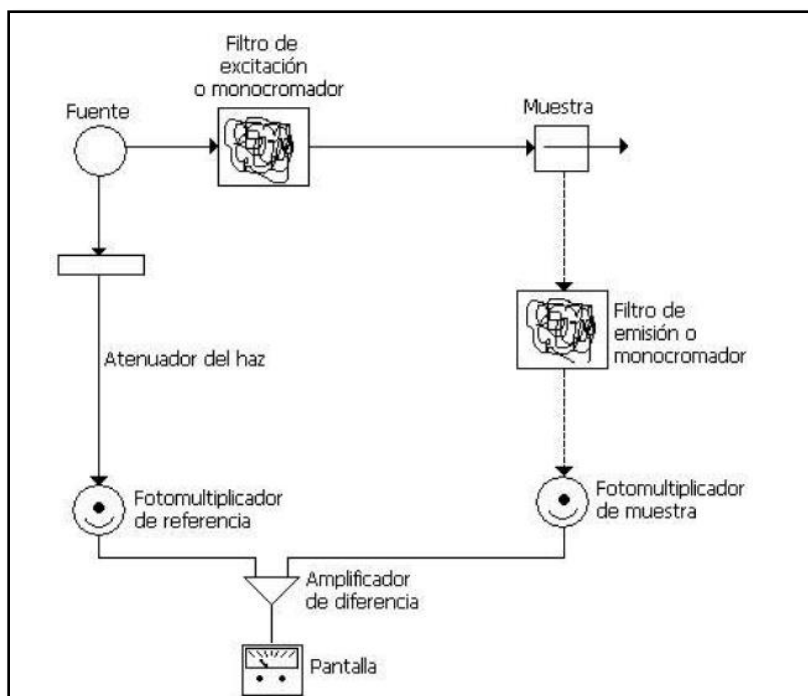 Filtro de
excitación
o monocromador
Fuente
Muestra
Filtro de
emisión o
monocromador
Atenuador del haz
Fotomultiplicador
de referencia
Fotomultiplicador
de muestra
Amplificador
de diferencia
Pantalla